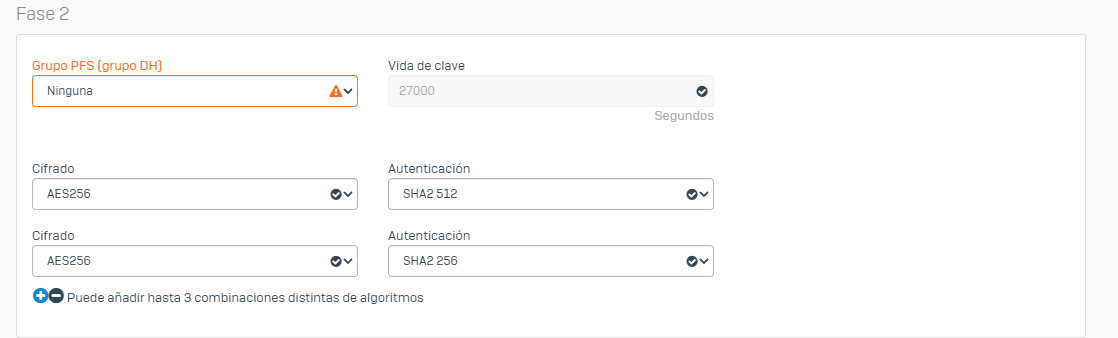 Fase 2
Grupo PFS (grupo DH)
Vida de clave
Ninguna
27000
Segundos
Cifrado
Autenticación
AES256
SHA2 512
Cifrado
Autenticación
AES256
SHA2 256
Puede añadir hasta 3 combinaciones distintas de algoritmos